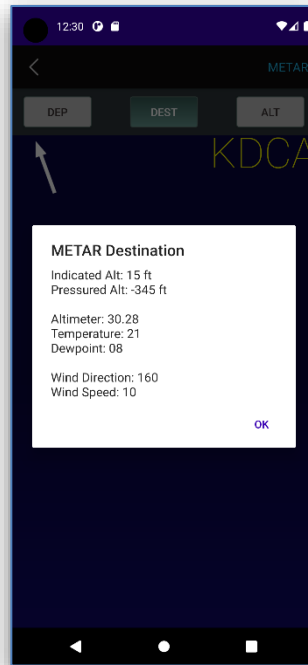 12:30
METAR
DEP DEST ALT
KDCA
METAR Destination
Indicated Alt: 15 ft
Pressured Alt: -345 ft
Altimeter: 30.28
Temperature: 21
Dewpoint: 08
Wind Direction: 160
Wind Speed: 10
OK